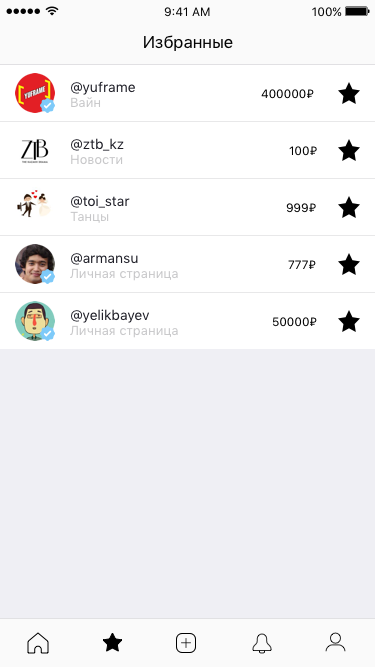 9:41 AM
100%
Избранные
YUFRAME
@yuframe
Вайн
400000₽
ZTB
@ztb_kz
Новости
100₽
@toi_star
Танцы
999₽
@armansu
Личная страница
777₽
@yelikbayev
Личная страница
50000₽